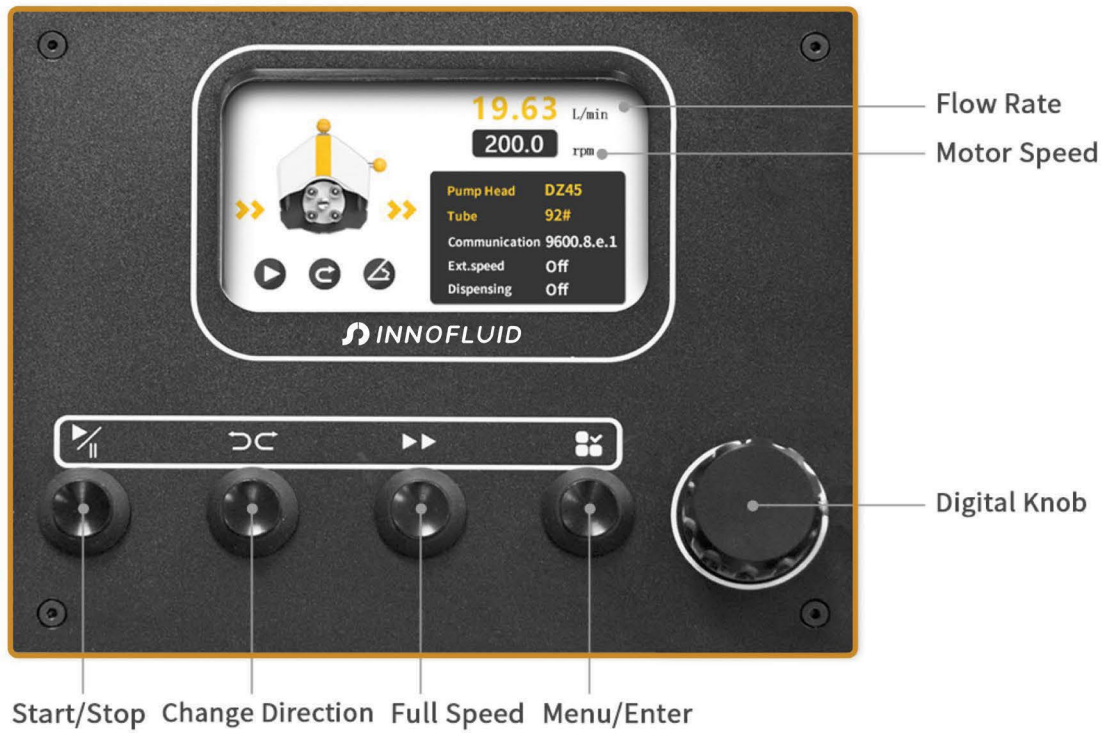 19.63 L/min
200.0 rpm
Pump Head DZ45
Tube 92#
Communication 9600.8.e.1
Ext.speed Off
Dispensing Off
INNOFLUID
Flow Rate
Motor Speed
Digital Knob
Start/Stop Change Direction Full Speed Menu/Enter